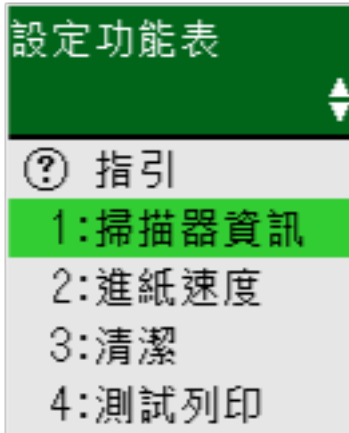 設定功能表
? 指引
1:掃描器資訊
2:進紙速度
3:清潔
4:測試列印